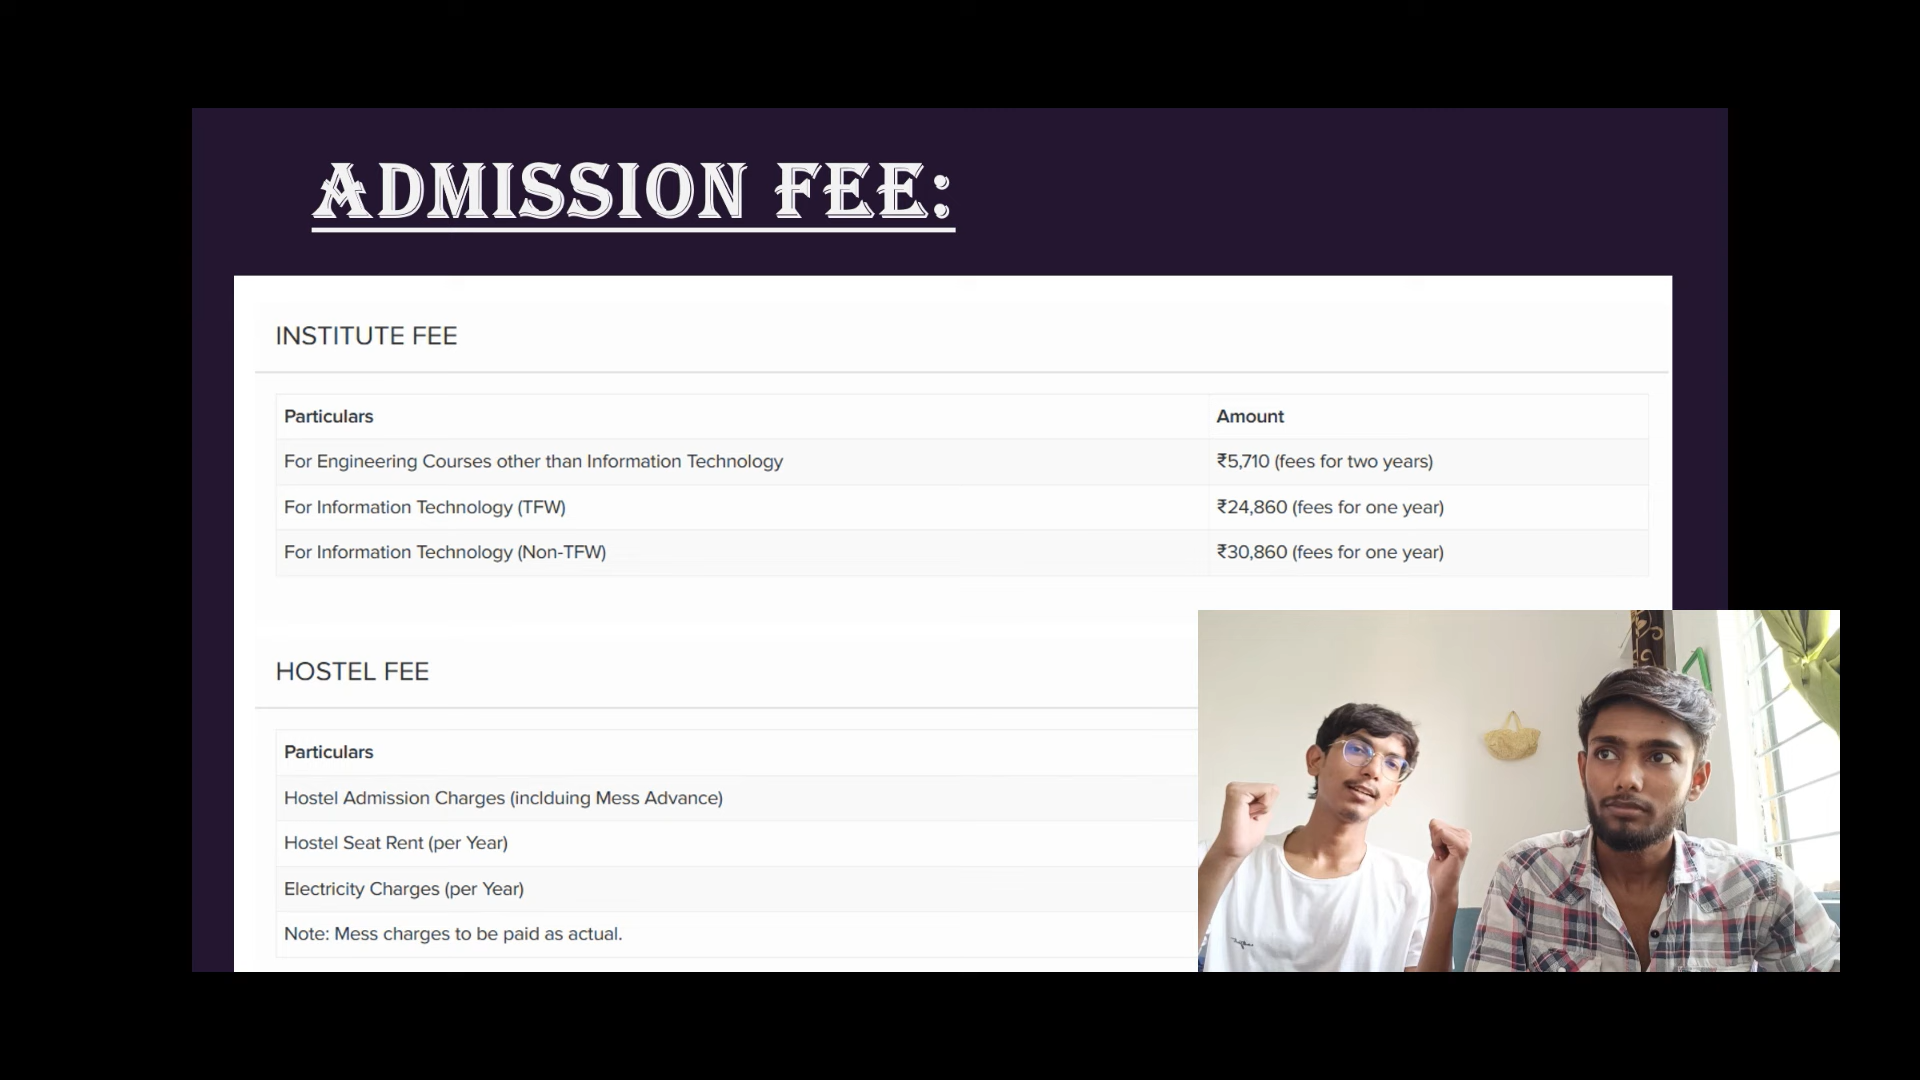 ADMISSION FEE:
INSTITUTE FEE
Particulars Amount
For Engineering Courses other than Information Technology ₹5,710 (fees for two years)
For Information Technology (TFW) ₹24,860 (fees for one year)
For Information Technology (Non-TFW) ₹30,860 (fees for one year)
HOSTEL FEE
Particulars
Hostel Admission Charges (inclduing Mess Advance)
Hostel Seat Rent (per Year)
Electricity Charges (per Year)
Note: Mess charges to be paid as actual.